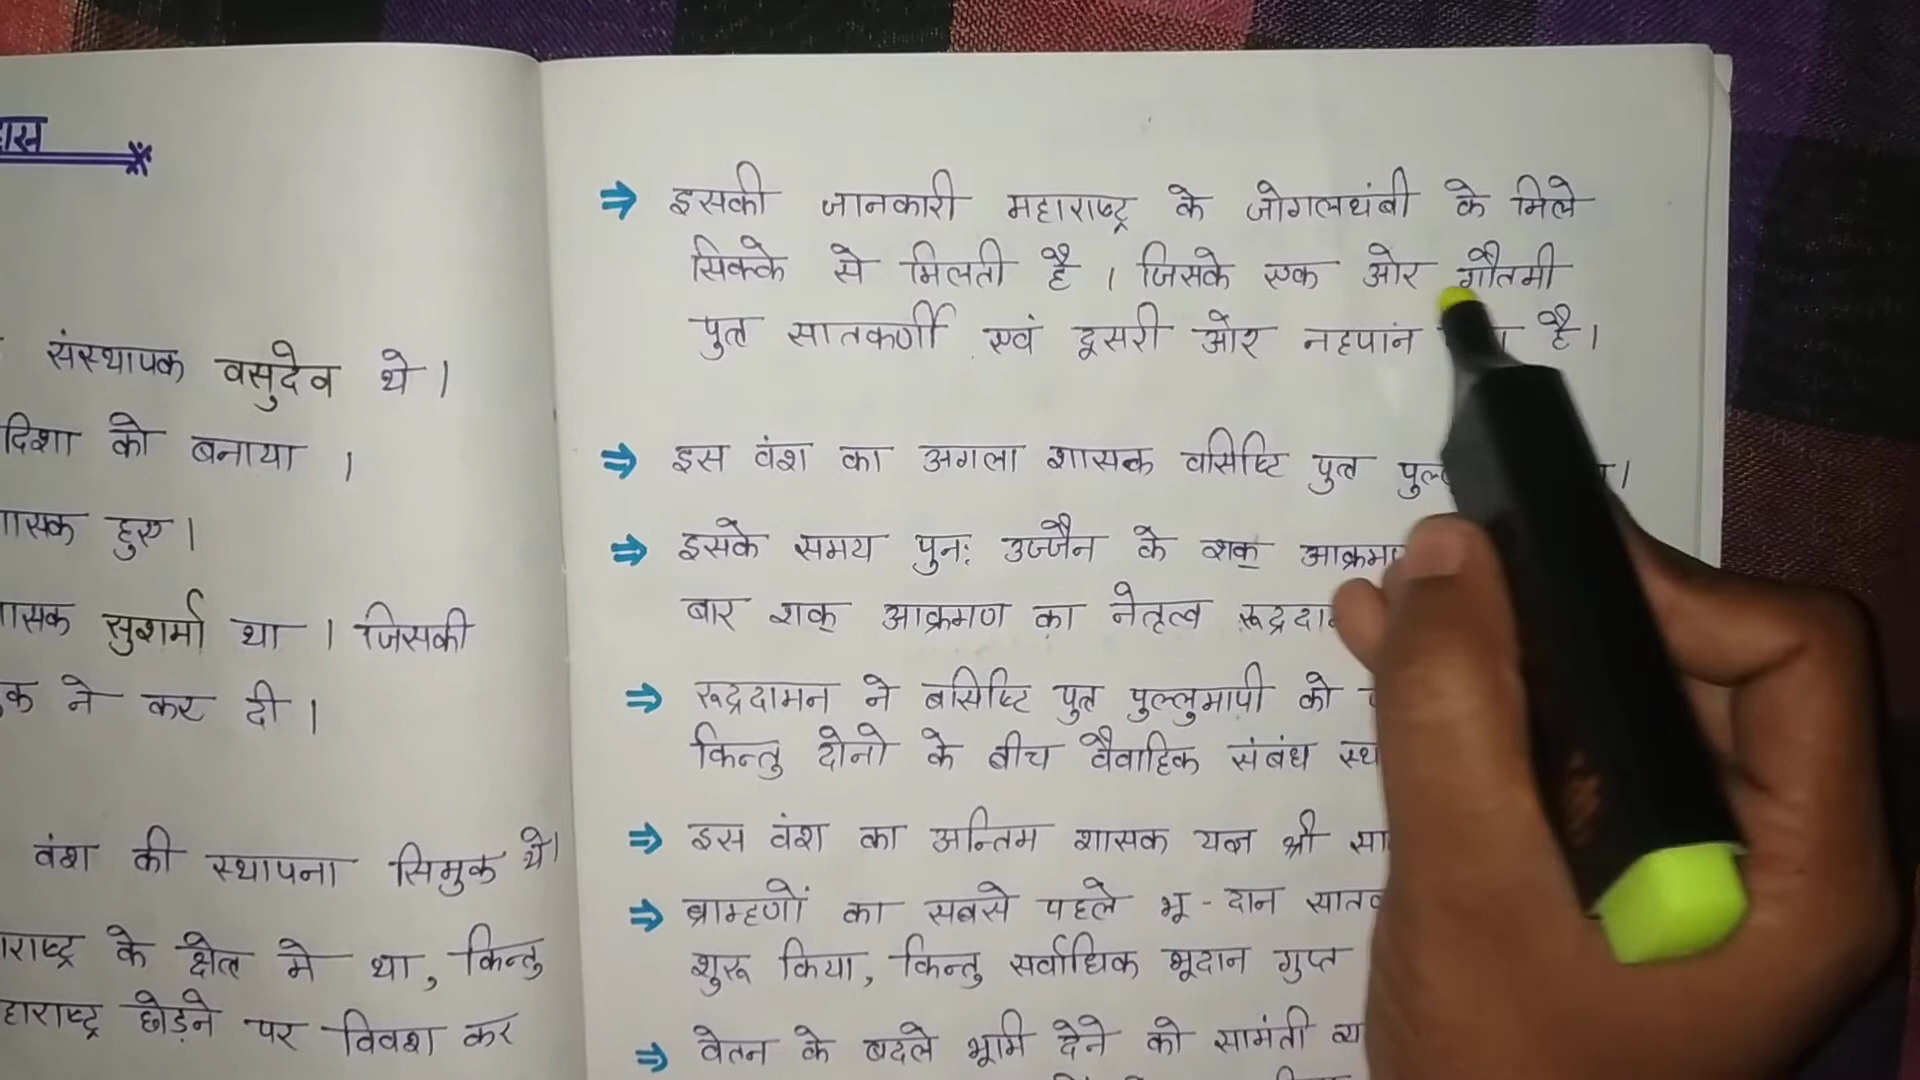 संस्थापक वसुदेव थे।
दिशा को बनाया ।
हुए।
सुशर्मा था । जिसकी
ने कर दी ।
वंश की स्थापना सिमुक थे।
के क्षेत्र मे था, किन्तु
छोड़ने पर विवश कर
⇒ इसकी जानकारी महाराष्ट्र के जोगलथंबी के मिले
सिक्के से मिलती है । जिसके एक ओर गौतमी
पुत्र सातकर्णी एवं दूसरी ओर नहपान है।
⇒ इस वंश का अगला शासक वसिष्टि पुत्र
⇒ इसके समय पुन: उज्जैन के शक्
बार शक् आक्रमण का नेतृत्व
⇒ रूद्रदामन ने बसिष्टि पुत्र पुल्लुमापी को
किन्तु दोनो के बीच वैवाहिक संबंध
⇒ इस वंश का अन्तिम शासक यज्ञ श्री
⇒ ब्राम्हणों का सबसे पहले भू - दान
शुरू किया, किन्तु सर्वाधिक भूदान गुप्त
⇒ वेतन के बदले भूमि देने को सामंती